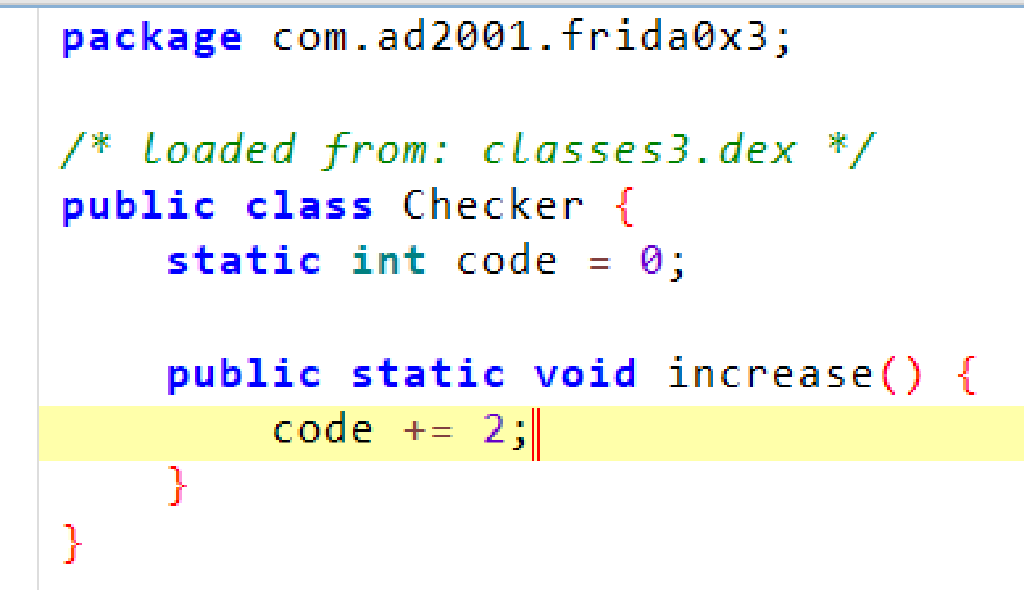 package com.ad2001.frida0x3;
/* loaded from: classes3.dex */
public class Checker {
    static int code = 0;
    public static void increase() {
        code += 2;
    }
}